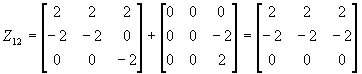 Z₁₂ = [ 2 2 2 ; -2 -2 0 ; 0 0 -2 ] + [ 0 0 0 ; 0 0 -2 ; 0 0 2 ] = [ 2 2 2 ; -2 -2 -2 ; 0 0 0 ]